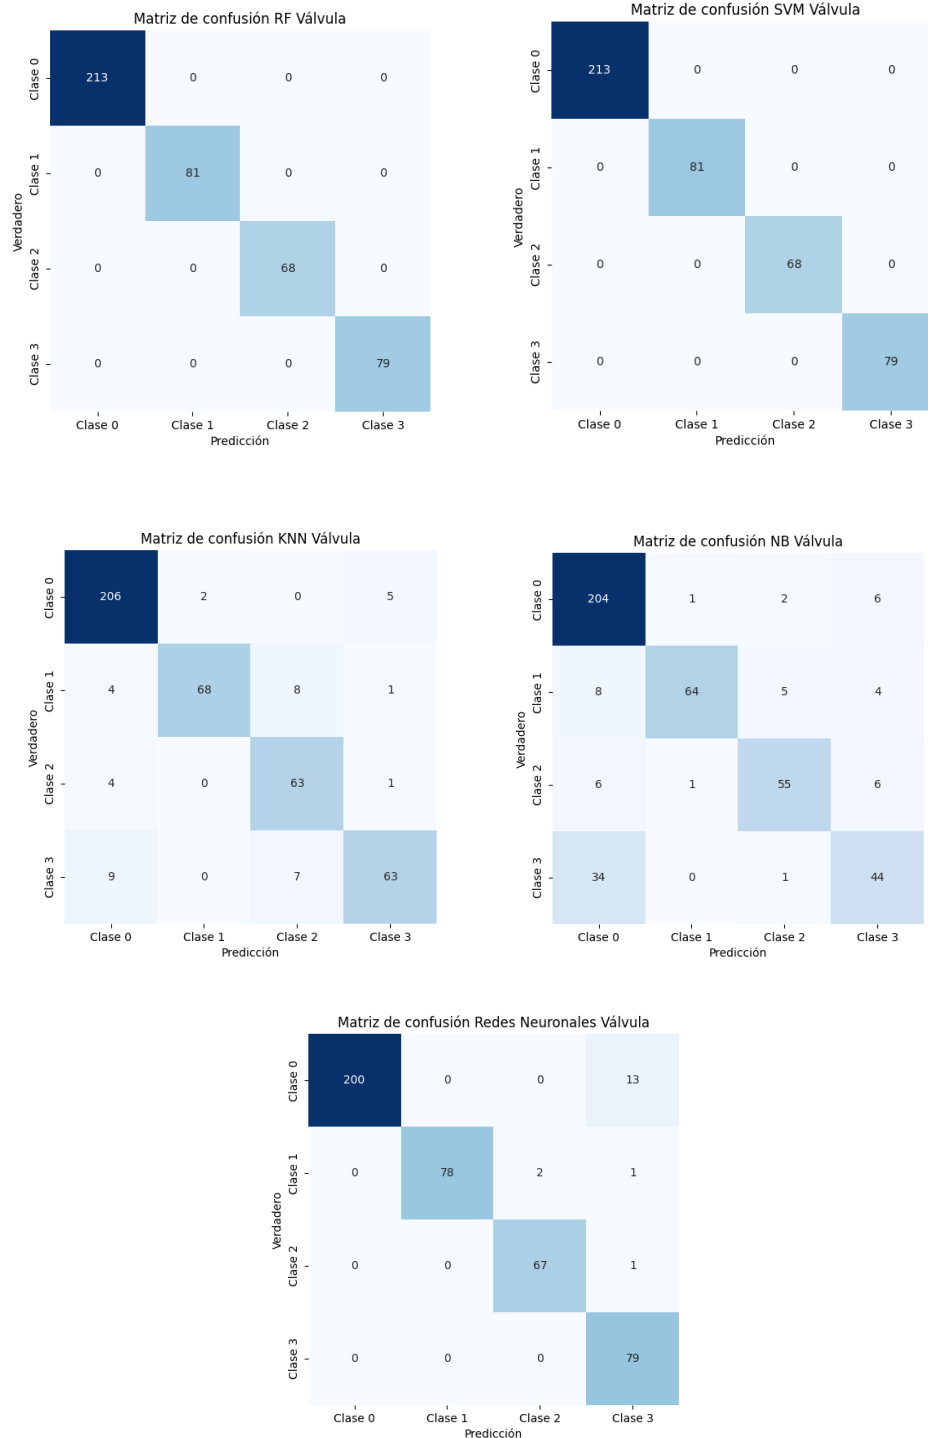 Matriz de confusión RF Válvula
Clase 0
213 0 0 0
Clase 1
0 81 0 0
Verdadero
Clase 2
0 0 68 0
Clase 3
0 0 0 79
Clase 0 Clase 1 Clase 2 Clase 3
Predicción
Matriz de confusión SVM Válvula
Clase 0
213 0 0 0
Clase 1
0 81 0 0
Verdadero
Clase 2
0 0 68 0
Clase 3
0 0 0 79
Clase 0 Clase 1 Clase 2 Clase 3
Predicción
Matriz de confusión KNN Válvula
Clase 0
206 2 0 5
Clase 1
4 68 8 1
Verdadero
Clase 2
4 0 63 1
Clase 3
9 0 7 63
Clase 0 Clase 1 Clase 2 Clase 3
Predicción
Matriz de confusión NB Válvula
Clase 0
204 1 2 6
Clase 1
8 64 5 4
Verdadero
Clase 2
6 1 55 6
Clase 3
34 0 1 44
Clase 0 Clase 1 Clase 2 Clase 3
Predicción
Matriz de confusión Redes Neuronales Válvula
Clase 0
200 0 0 13
Clase 1
0 78 2 1
Verdadero
Clase 2
0 0 67 1
Clase 3
0 0 0 79
Clase 0 Clase 1 Clase 2 Clase 3
Predicción